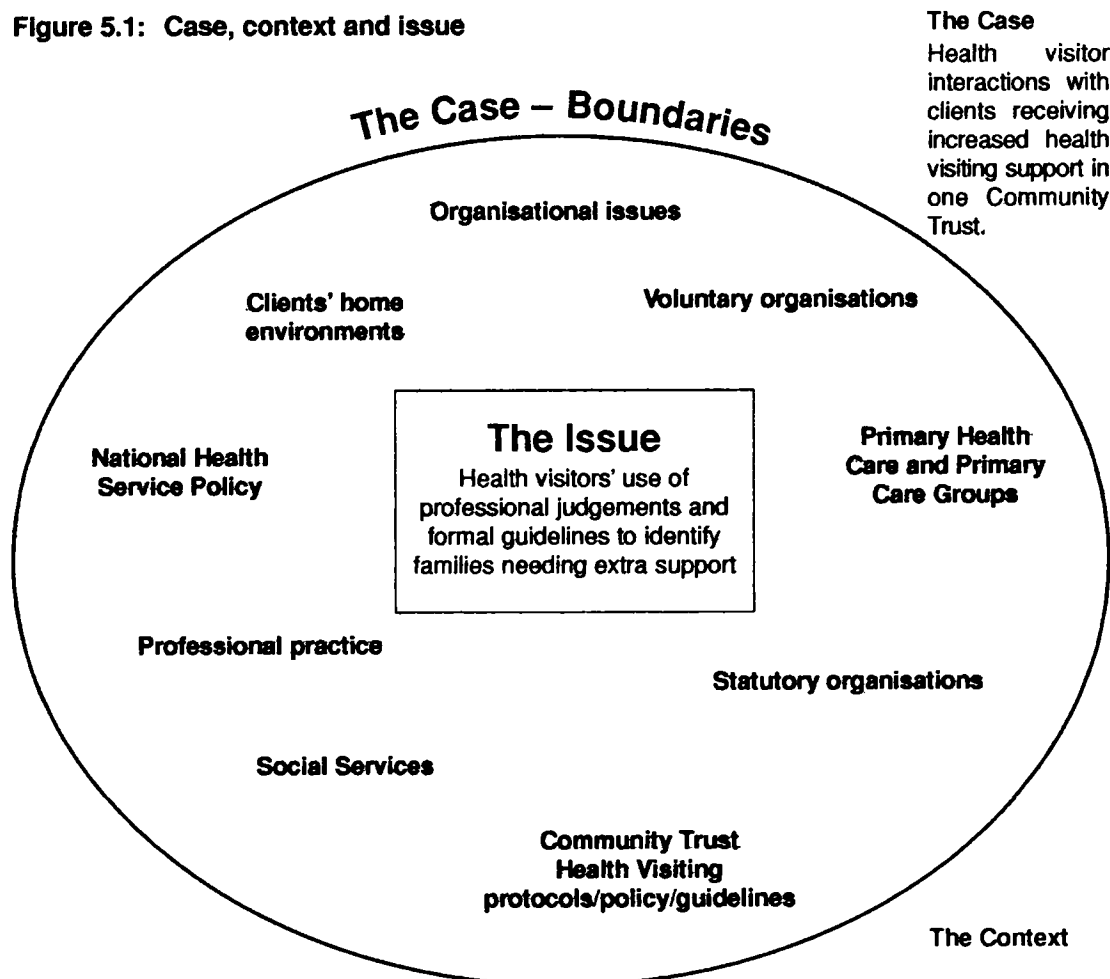 Figure 5.1: Case, context and issue
The Case
Health visitor
interactions with
clients receiving
increased health
visiting support in
one Community
Trust.
The Case – Boundaries
Organisational issues
Clients' home
environments
Voluntary organisations
National Health
Service Policy
The Issue
Health visitors' use of
professional judgements and
formal guidelines to identify
families needing extra support
Primary Health
Care and Primary
Care Groups
Professional practice
Statutory organisations
Social Services
Community Trust
Health Visiting
protocols/policy/guidelines
The Context